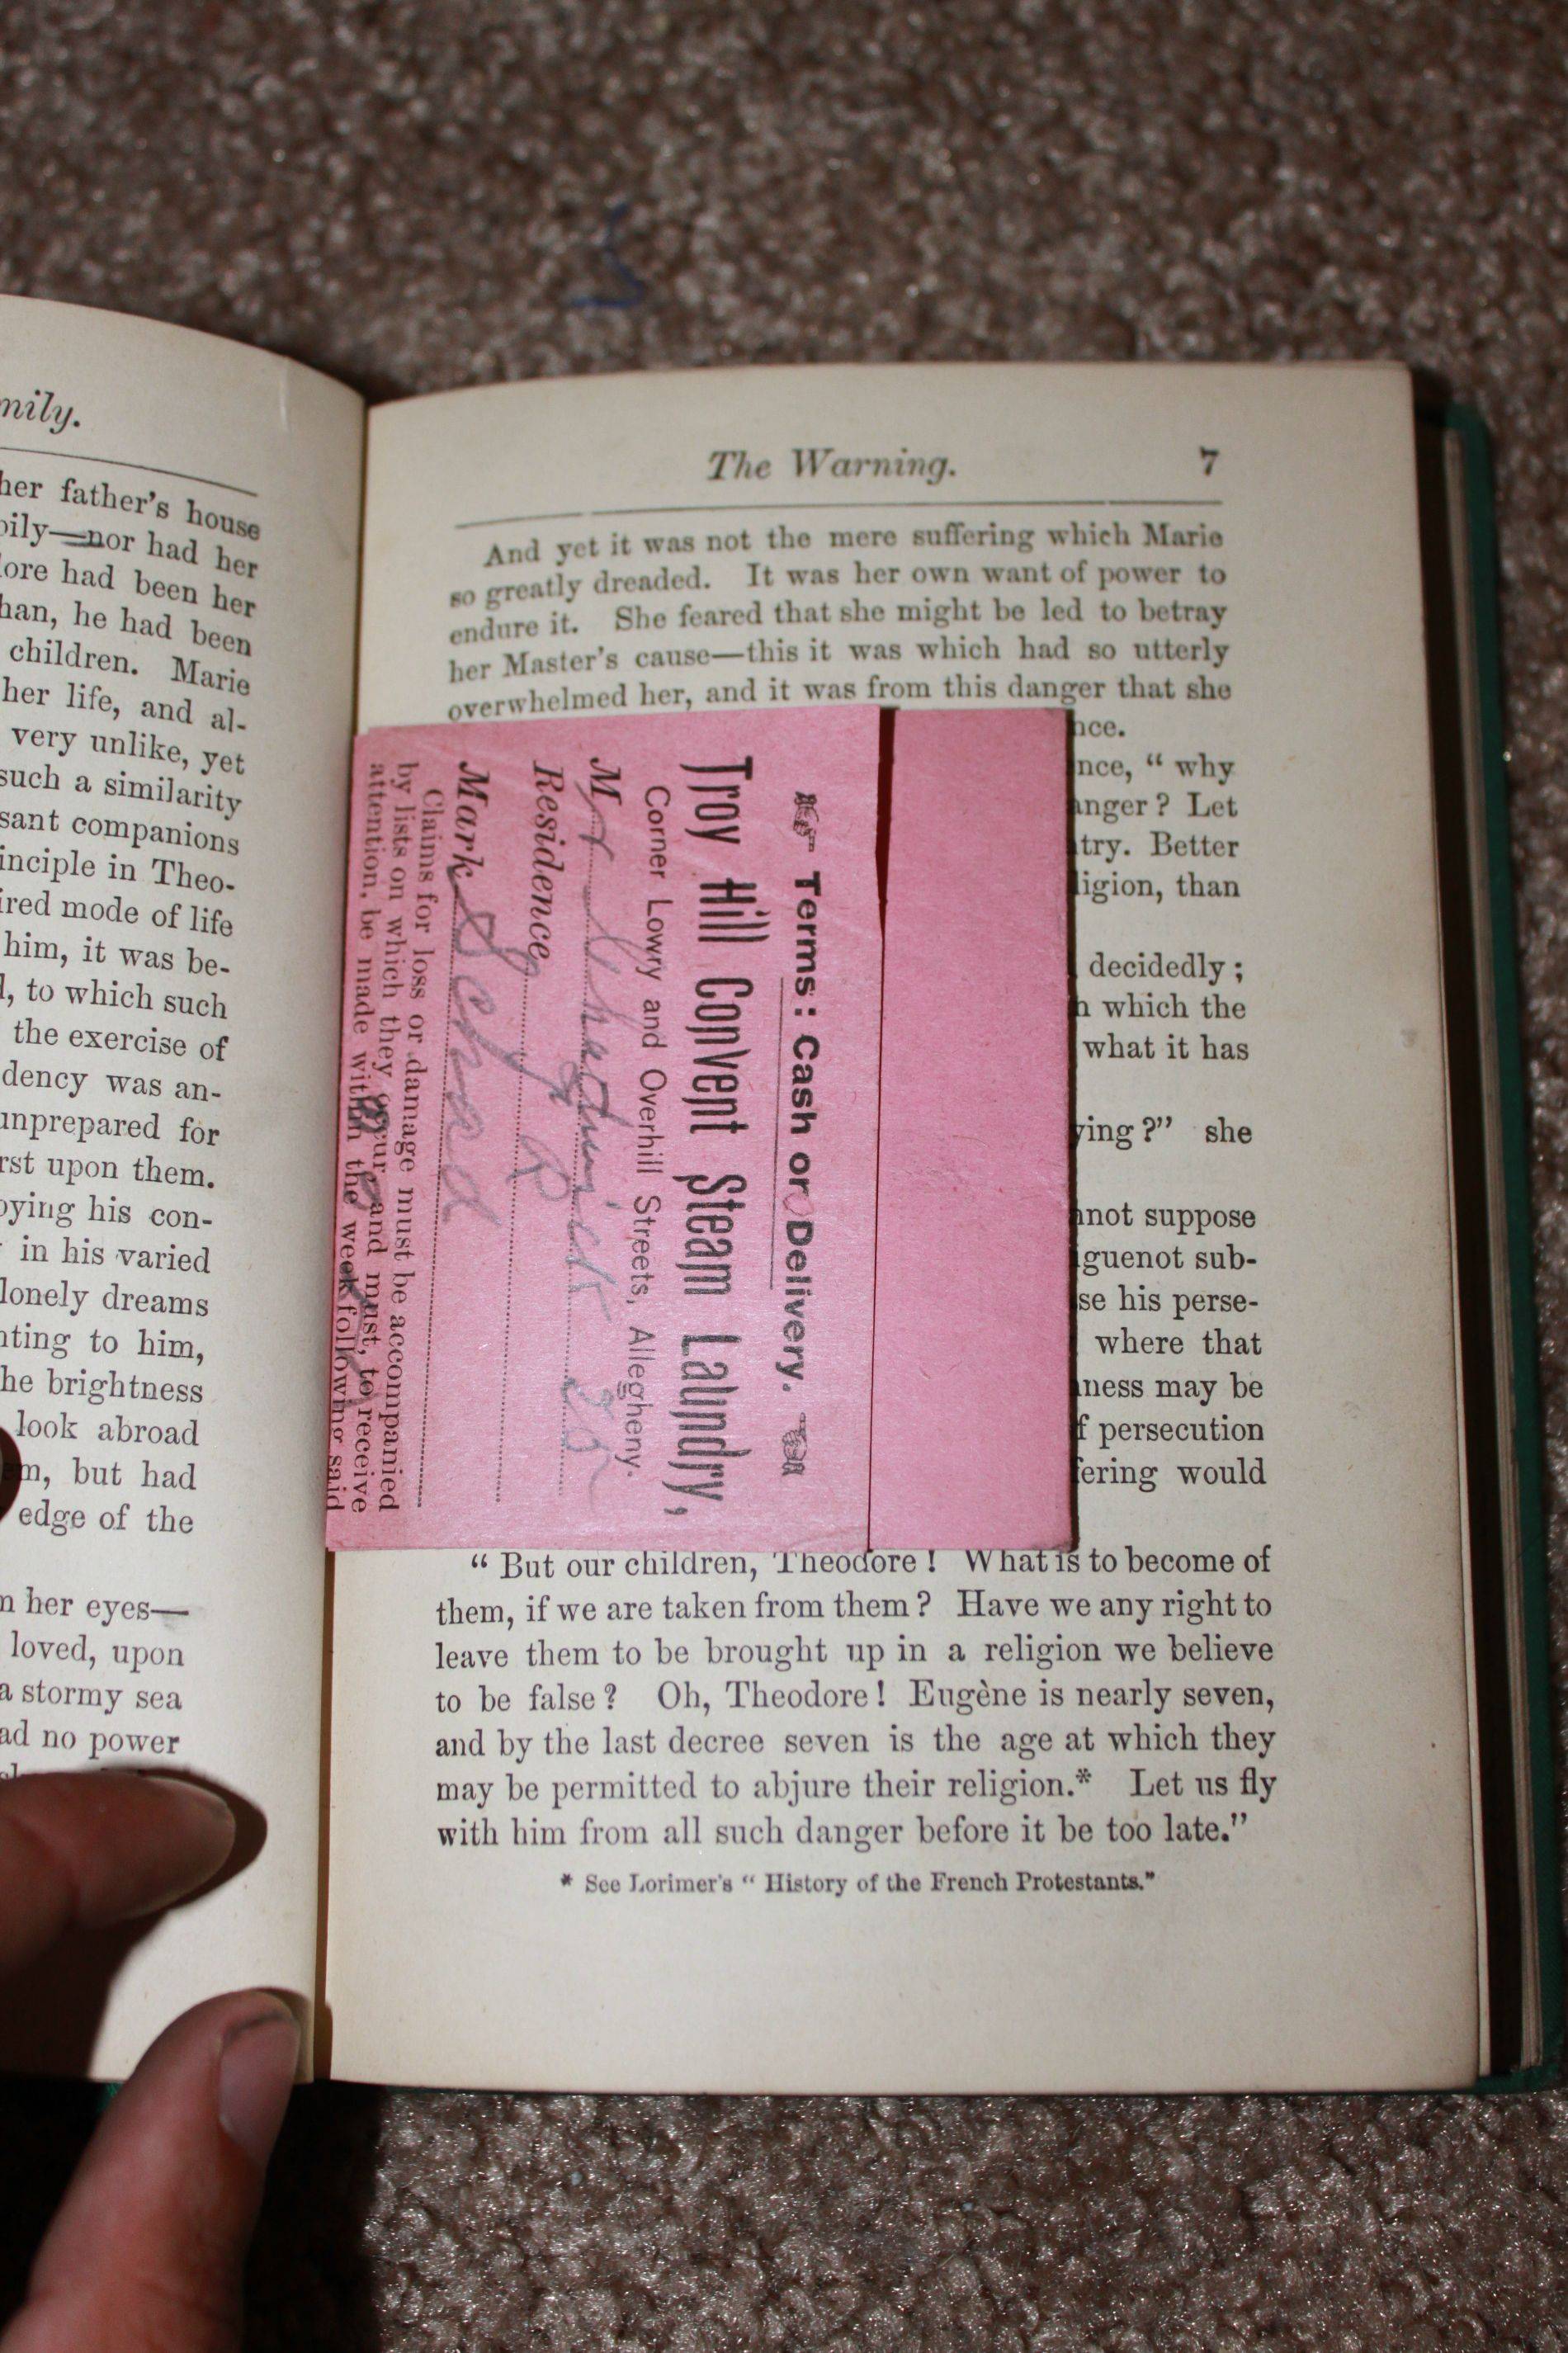 mily.
her father's house
pily—nor had her
lore had been her
han, he had been
children. Marie
her life, and al-
very unlike, yet
such a similarity
sant companions
inciple in Theo-
ired mode of life
him, it was be-
l, to which such
the exercise of
dency was an-
unprepared for
rst upon them.
oying his con-
in his varied
lonely dreams
nting to him,
he brightness
look abroad
m, but had
edge of the
n her eyes—
loved, upon
a stormy sea
ad no power
The Warning. 7
And yet it was not the mere suffering which Marie
so greatly dreaded. It was her own want of power to
endure it. She feared that she might be led to betray
her Master's cause—this it was which had so utterly
overwhelmed her, and it was from this danger that she
nce.
nce, “ why
anger ? Let
try. Better
ligion, than
decidedly ;
h which the
what it has
ying ?” she
nnot suppose
guenot sub-
se his perse-
where that
ness may be
f persecution
fering would
“ But our children, Theodore ! What is to become of
them, if we are taken from them ? Have we any right to
leave them to be brought up in a religion we believe
to be false ? Oh, Theodore ! Eugène is nearly seven,
and by the last decree seven is the age at which they
may be permitted to abjure their religion.* Let us fly
with him from all such danger before it be too late.”
* See Lorimer's “ History of the French Protestants.”
Terms : Cash on Delivery.
Troy Hill Convent Steam Laundry,
Corner Lowry and Overhill Streets, Allegheny.
M
Residence
Mark
Claims for loss or damage must be accompanied
by lists on which they occur and must, to receive
attention, be made within the week following said